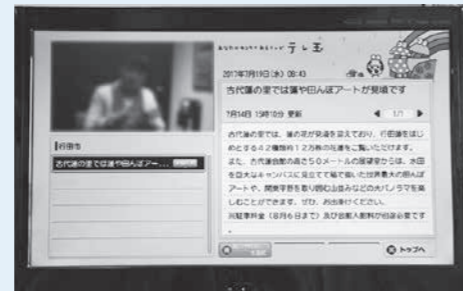 テレ玉
2017年7月19日(水) 09:43
古代蓮の里では蓮や田んぼアートが見頃です
7月14日 15時10分 更新
1/1
行田市
古代蓮の里では蓮や田んぼアー...
古代蓮の里では、蓮の花が見頃を迎えており、行田蓮をはじ
めとする42種類約12万株の花蓮をご覧いただけます。
また、古代蓮会館の高さ50メートルの展望室からは、水田
を巨大なキャンバスに見立てて稲で描いた世界最大の田んぼ
アートや、関東平野を取り囲む山並みなどの大パノラマを楽
しむことができます。ぜひ、お出掛けください。
※駐車料金(8月6日まで)及び会館入館料が別途必要です
。
トップへ